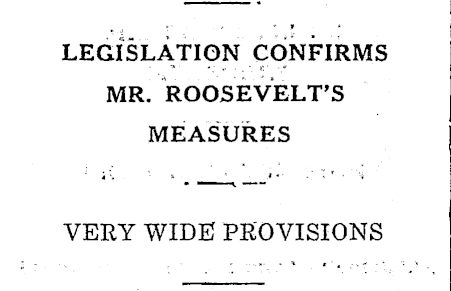 LEGISLATION CONFIRMS
MR. ROOSEVELT'S
MEASURES
VERY WIDE PROVISIONS